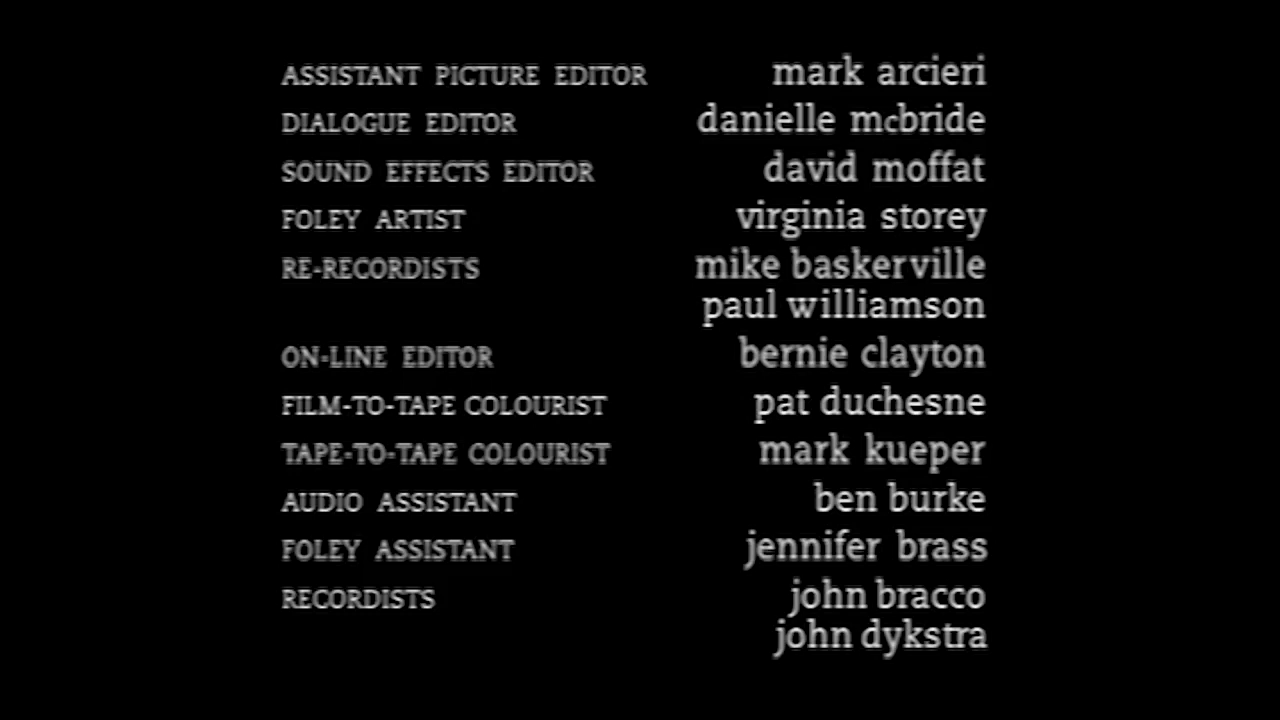 ASSISTANT PICTURE EDITOR mark arcieri
DIALOGUE EDITOR danielle mcbride
SOUND EFFECTS EDITOR david moffat
FOLEY ARTIST virginia storey
RE-RECORDISTS mike baskerville
paul williamson
ON-LINE EDITOR bernie clayton
FILM-TO-TAPE COLOURIST pat duchesne
TAPE-TO-TAPE COLOURIST mark kueper
AUDIO ASSISTANT ben burke
FOLEY ASSISTANT jennifer brass
RECORDISTS john bracco
john dykstra